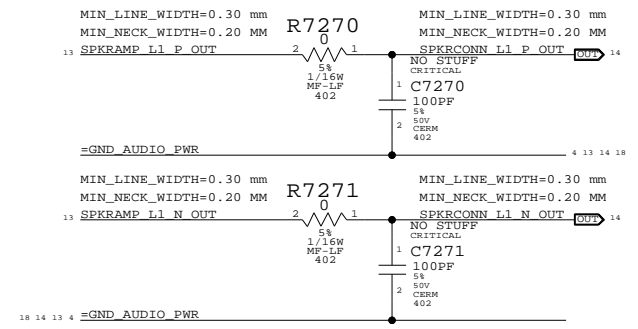 MIN_LINE_WIDTH=0.30 mm
MIN_NECK_WIDTH=0.20 MM
13 SPKRAMP_L1_P_OUT
R7270
0
2 1
5%
1/16W
MF-LF
402
MIN_LINE_WIDTH=0.30 mm
MIN_NECK_WIDTH=0.20 MM
SPKRCONN_L1_P_OUT OUT 14
NO STUFF
CRITICAL
1 C7270
100PF
5%
50V
2 CERM
402
=GND_AUDIO_PWR 4 13 14 18
MIN_LINE_WIDTH=0.30 mm
MIN_NECK_WIDTH=0.20 MM
13 SPKRAMP_L1_N_OUT
R7271
0
2 1
5%
1/16W
MF-LF
402
MIN_LINE_WIDTH=0.30 mm
MIN_NECK_WIDTH=0.20 MM
SPKRCONN_L1_N_OUT OUT 14
NO STUFF
CRITICAL
1 C7271
100PF
5%
50V
2 CERM
402
18 14 13 4 =GND_AUDIO_PWR